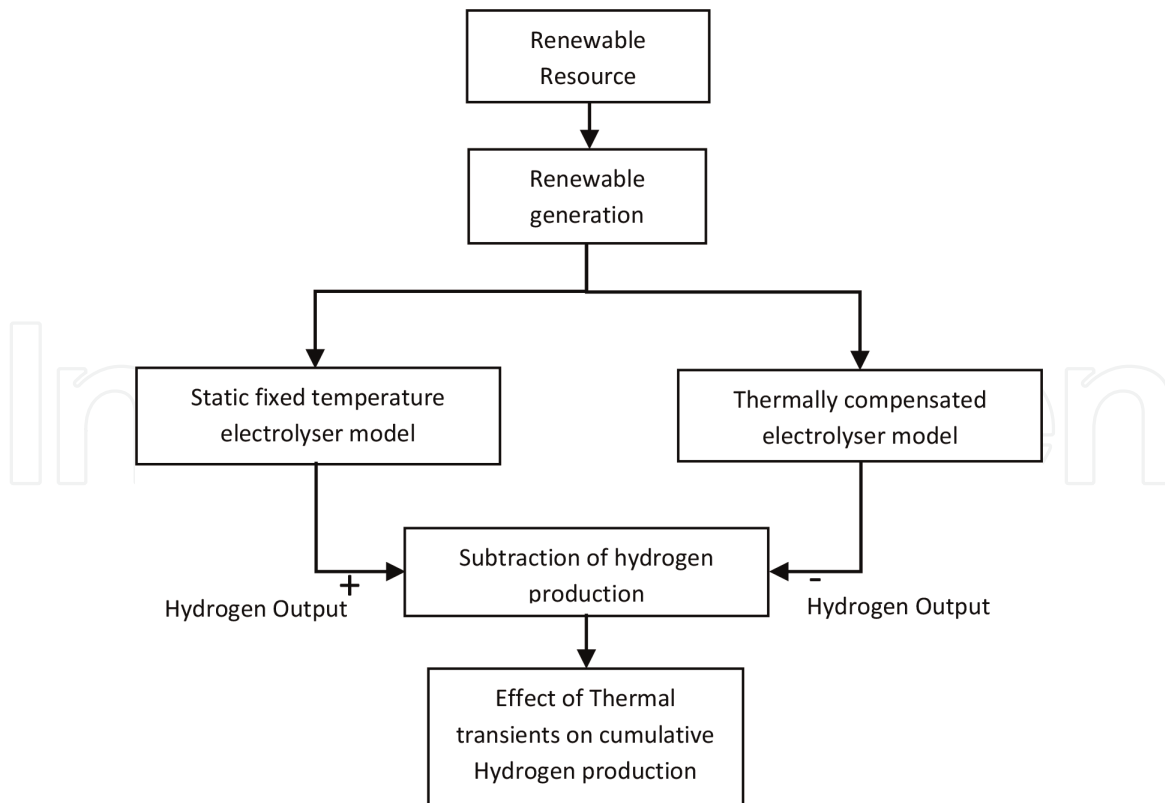 Renewable
Resource
Renewable
generation
Static fixed temperature
electrolyser model
Thermally compensated
electrolyser model
Subtraction of hydrogen
production
+
-
Hydrogen Output
Hydrogen Output
Effect of Thermal
transients on cumulative
Hydrogen production